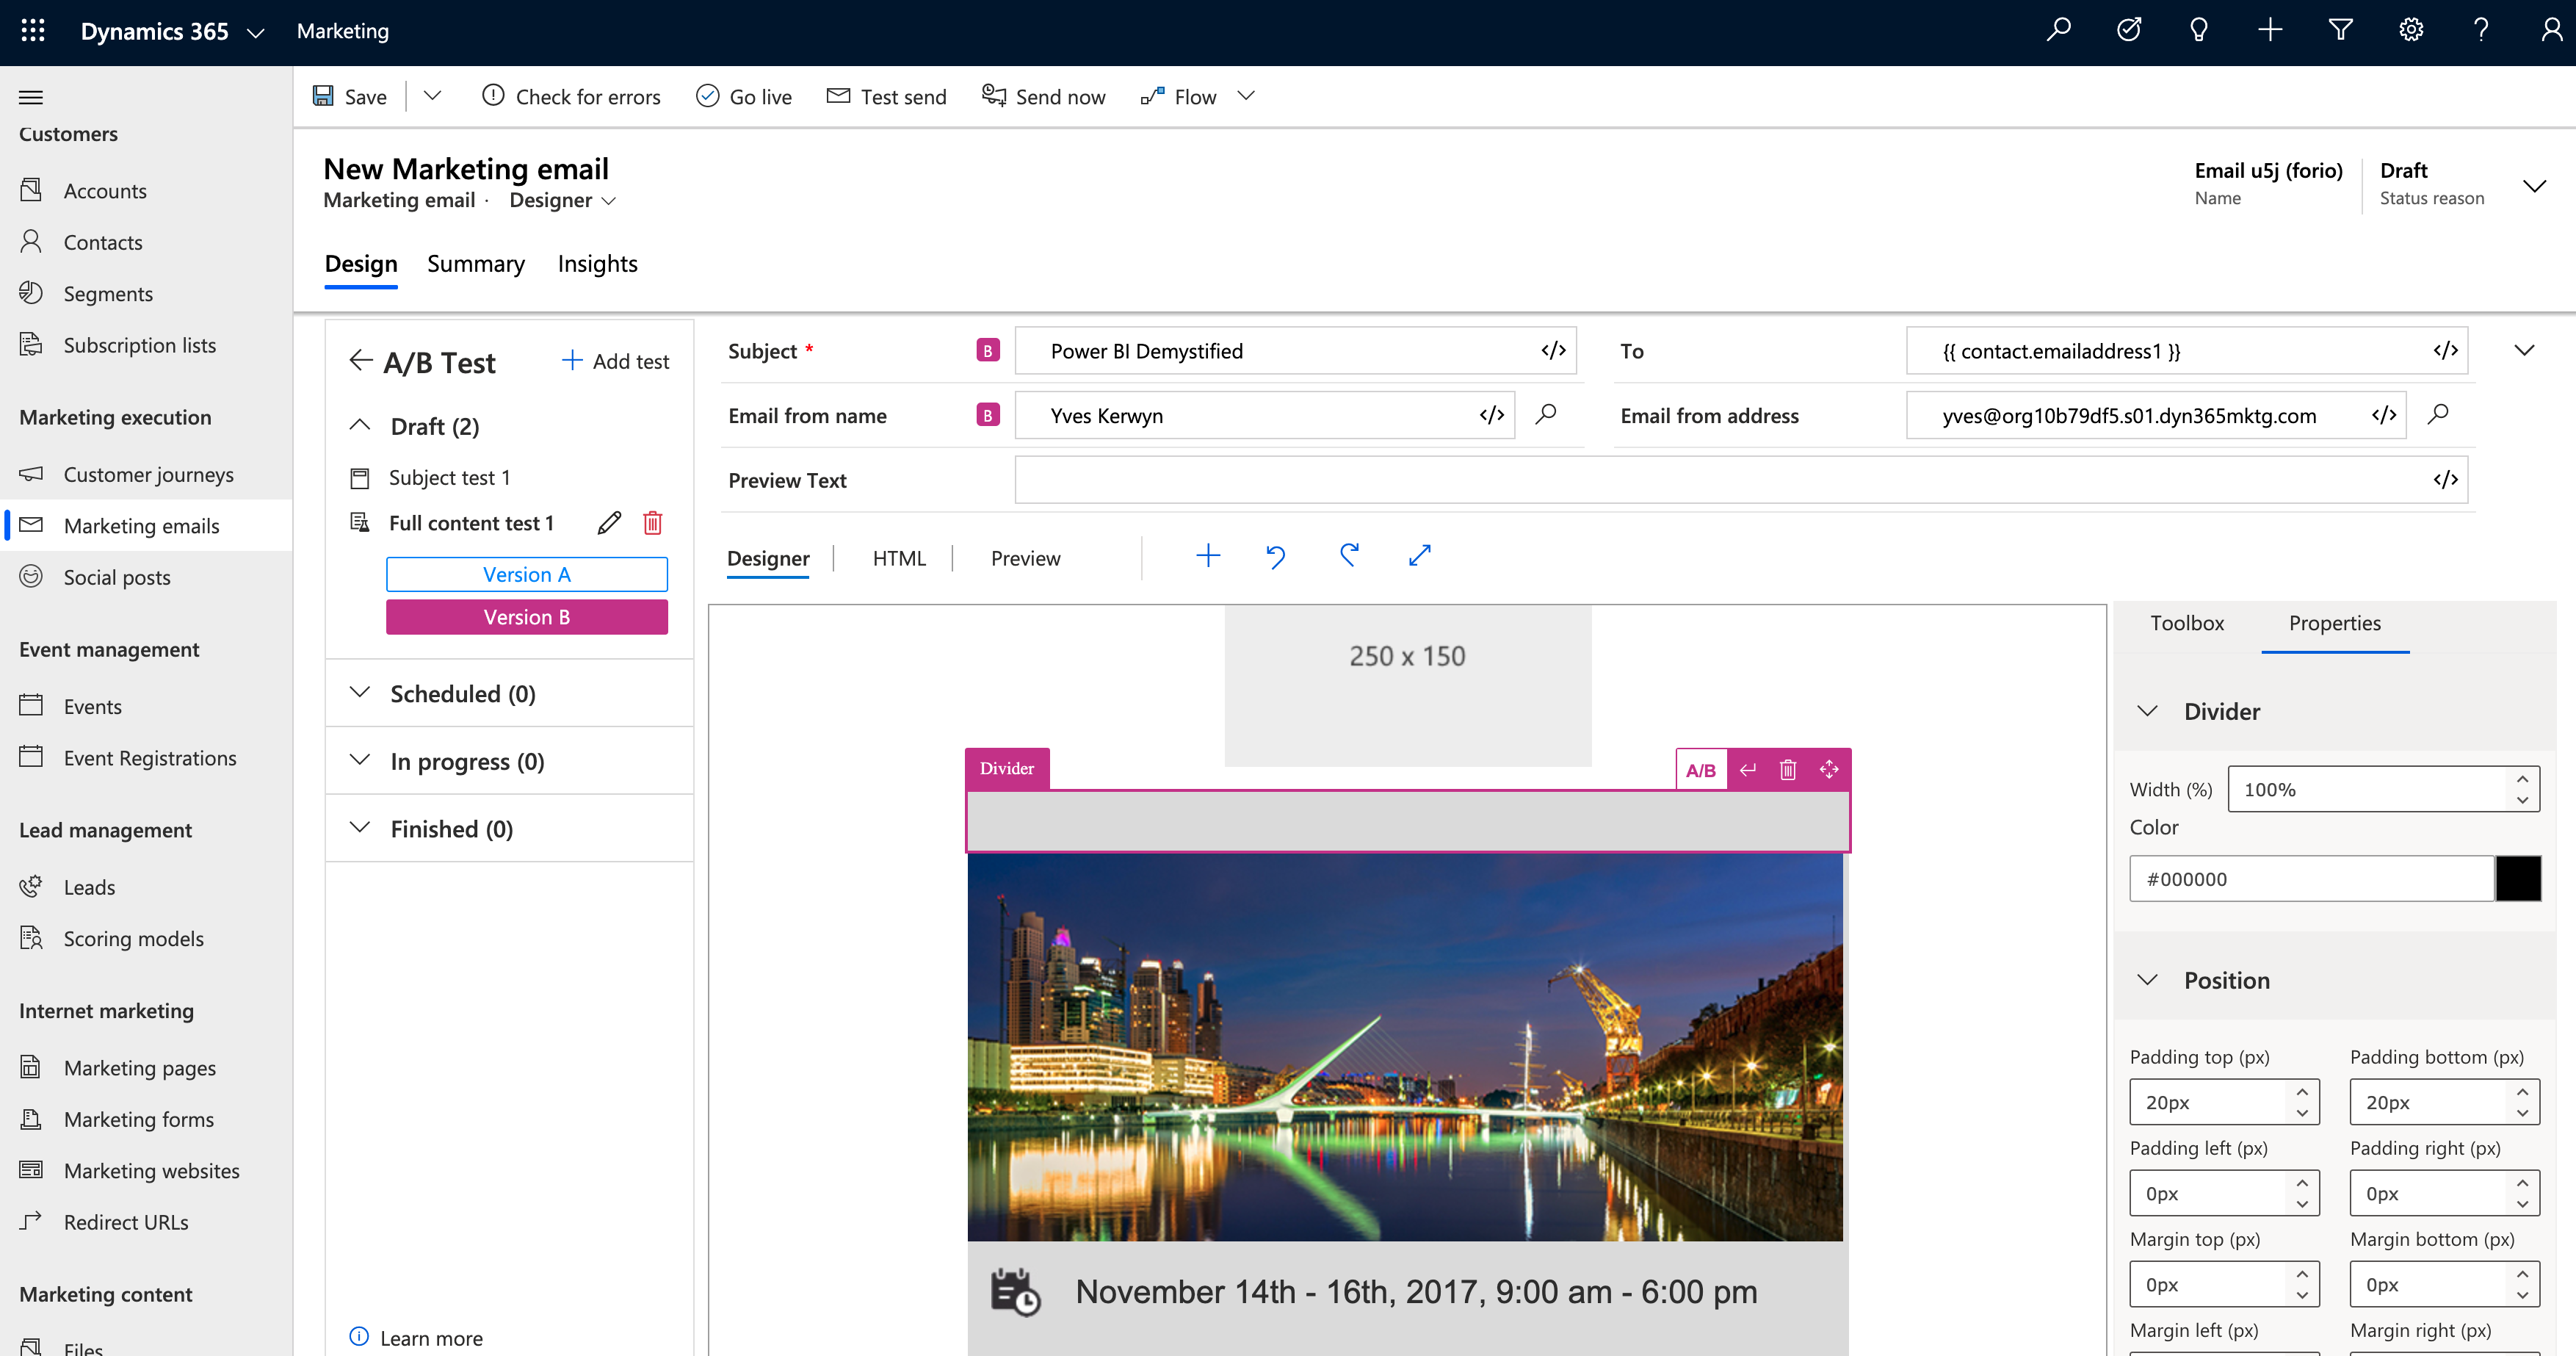 Dynamics 365 Marketing
Save Check for errors Go live Test send Send now Flow
Customers
Accounts
Contacts
Segments
Subscription lists
Marketing execution
Customer journeys
Marketing emails
Social posts
Event management
Events
Event Registrations
Lead management
Leads
Scoring models
Internet marketing
Marketing pages
Marketing forms
Marketing websites
Redirect URLs
Marketing content
Files
New Marketing email
Marketing email · Designer
Email u5j (forio)
Name
Draft
Status reason
Design Summary Insights
A/B Test + Add test
Draft (2)
Subject test 1
Full content test 1
Version A
Version B
Scheduled (0)
In progress (0)
Finished (0)
Learn more
Subject * B Power BI Demystified </>
To {{ contact.emailaddress1 }} </>
Email from name B Yves Kerwyn </>
Email from address yves@org10b79df5.s01.dyn365mktg.com </>
Preview Text </>
Designer HTML Preview
250 x 150
Divider A/B
November 14th - 16th, 2017, 9:00 am - 6:00 pm
Toolbox Properties
Divider
Width (%) 100%
Color
#000000
Position
Padding top (px) Padding bottom (px)
20px 20px
Padding left (px) Padding right (px)
0px 0px
Margin top (px) Margin bottom (px)
0px 0px
Margin left (px) Margin right (px)